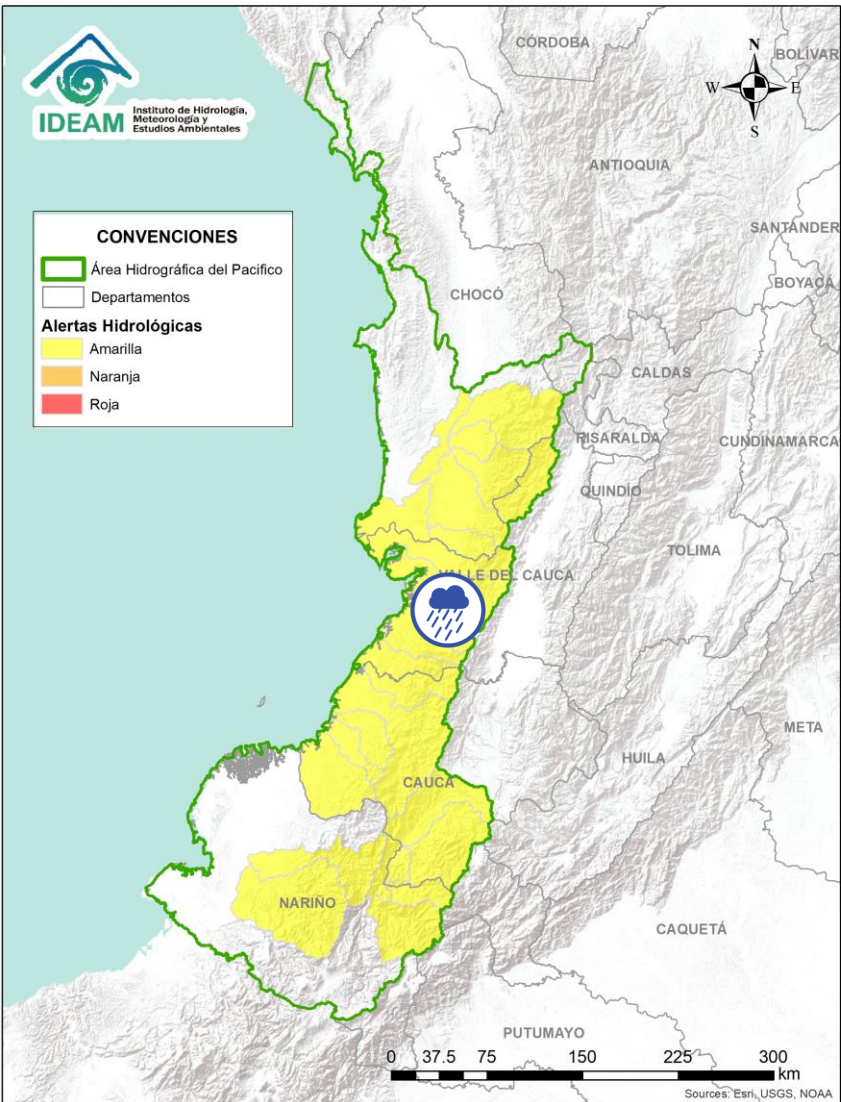 IDEAM
Instituto de Hidrología,
Meteorología y
Estudios Ambientales
N
W
E
S
CONVENCIONES
Área Hidrográfica del Pacifico
Departamentos
Alertas Hidrológicas
Amarilla
Naranja
Roja
CÓRDOBA
BOLÍVAR
ANTIOQUIA
SANTANDER
BOYACÁ
CHOCÓ
CALDAS
RISARALDA
CUNDINAMARCA
QUINDÍO
TOLIMA
VALLE DEL CAUCA
META
HUILA
CAUCA
NARIÑO
CAQUETÁ
PUTUMAYO
0 37.5 75 150 225 300
km
Sources: Esri, USGS, NOAA